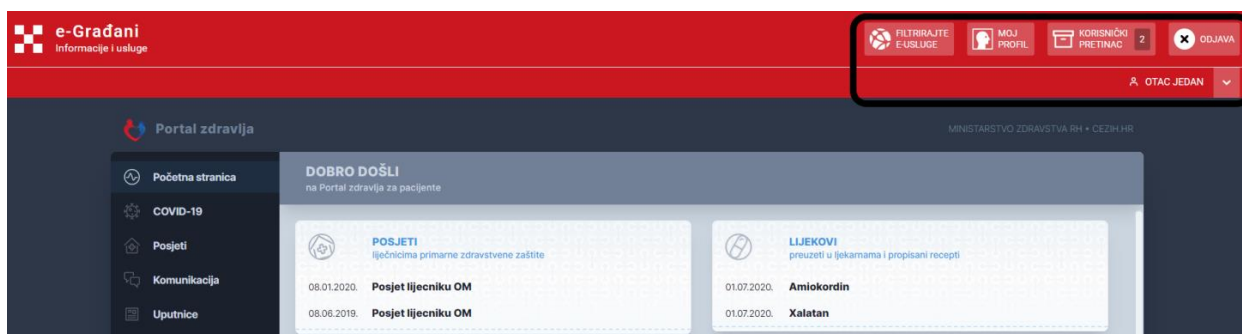 e-Građani
Informacije i usluge
FILTRIRAJTE
E-USLUGE
MOJ
PROFIL
KORISNIČKI
PRETINAC
2
ODJAVA
OTAC JEDAN
Portal zdravlja
MINISTARSTVO ZDRAVSTVA RH • CEZIH.HR
Početna stranica
COVID-19
Posjeti
Komunikacija
Uputnice
DOBRO DOŠLI
na Portal zdravlja za pacijente
POSJETI
liječnicima primarne zdravstvene zaštite
08.01.2020. Posjet lijecniku OM
08.06.2019. Posjet lijecniku OM
LIJEKOVI
preuzeti u ljekarnama i propisani recepti
01.07.2020. Amiokordin
01.07.2020. Xalatan